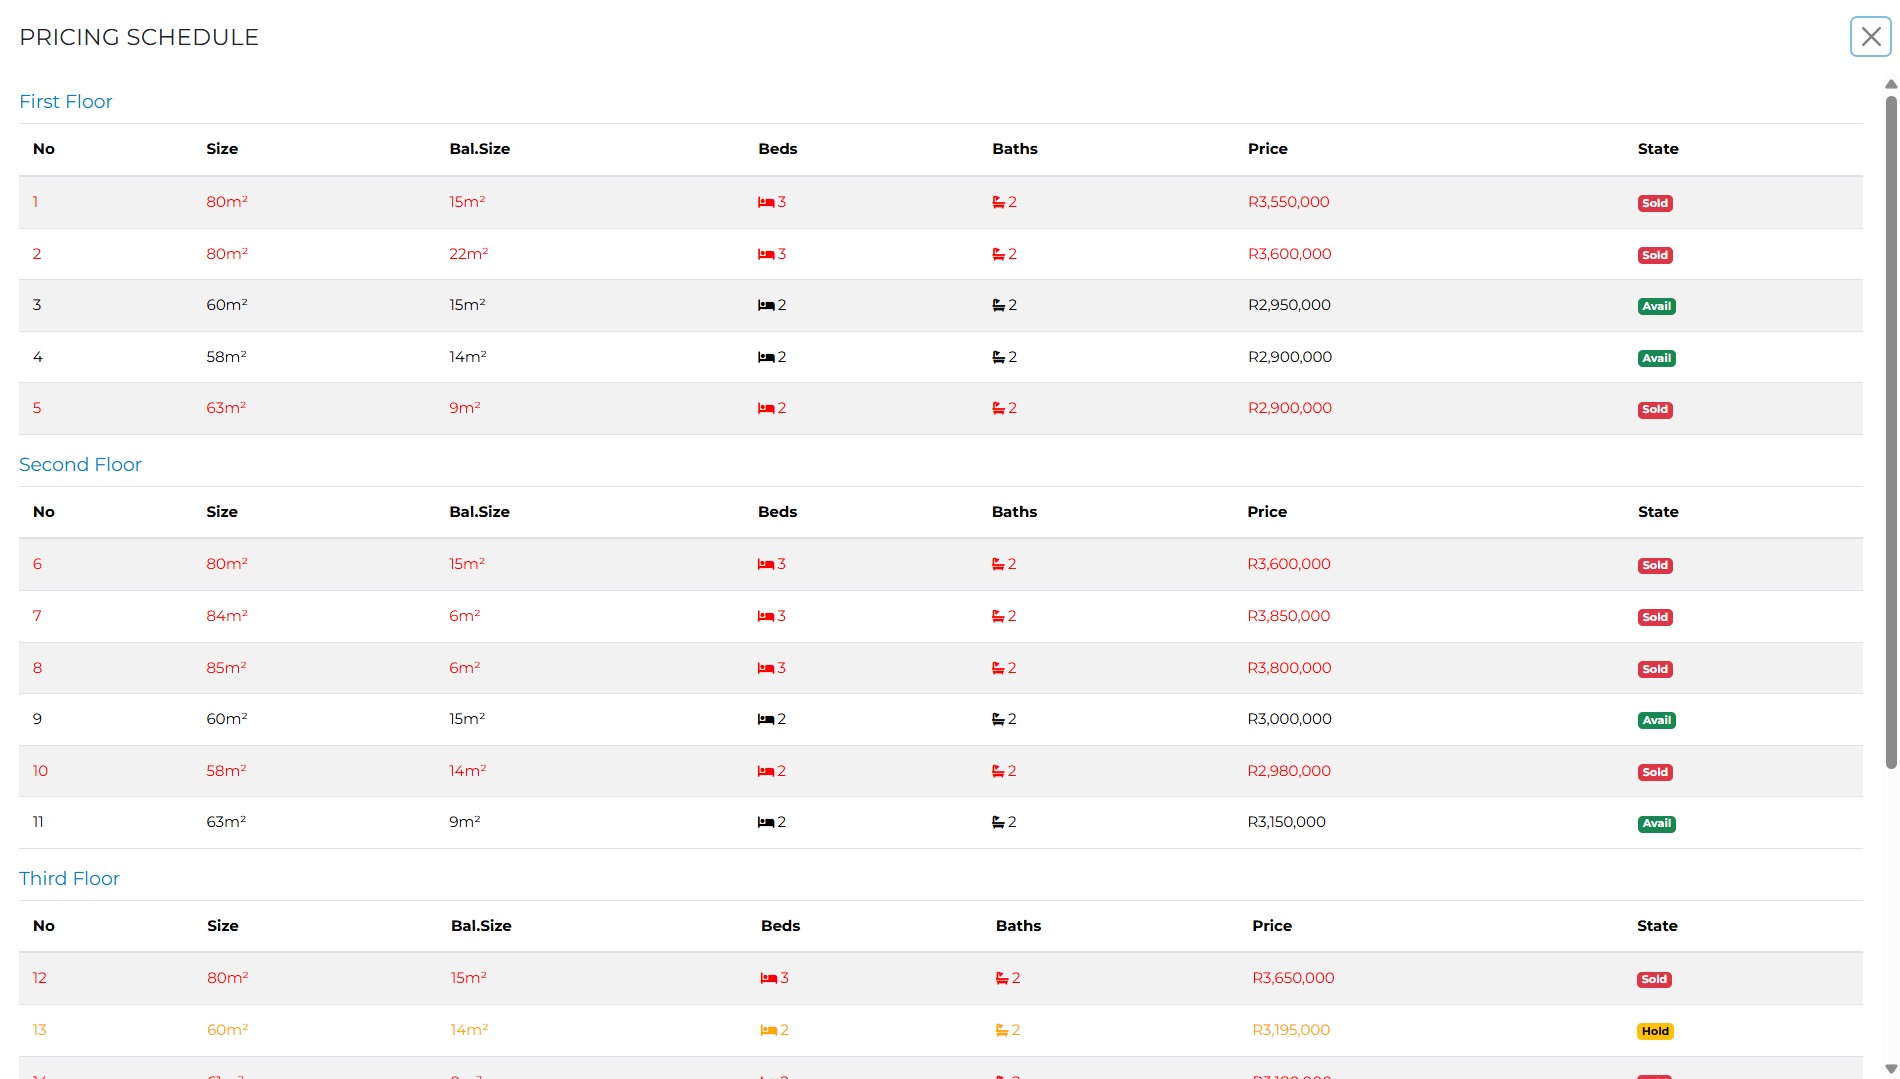 PRICING SCHEDULE
First Floor
No Size Bal.Size Beds Baths Price State
1 80m² 15m² 3 2 R3,550,000 Sold
2 80m² 22m² 3 2 R3,600,000 Sold
3 60m² 15m² 2 2 R2,950,000 Avail
4 58m² 14m² 2 2 R2,900,000 Avail
5 63m² 9m² 2 2 R2,900,000 Sold
Second Floor
No Size Bal.Size Beds Baths Price State
6 80m² 15m² 3 2 R3,600,000 Sold
7 84m² 6m² 3 2 R3,850,000 Sold
8 85m² 6m² 3 2 R3,800,000 Sold
9 60m² 15m² 2 2 R3,000,000 Avail
10 58m² 14m² 2 2 R2,980,000 Sold
11 63m² 9m² 2 2 R3,150,000 Avail
Third Floor
No Size Bal.Size Beds Baths Price State
12 80m² 15m² 3 2 R3,650,000 Sold
13 60m² 14m² 2 2 R3,195,000 Hold